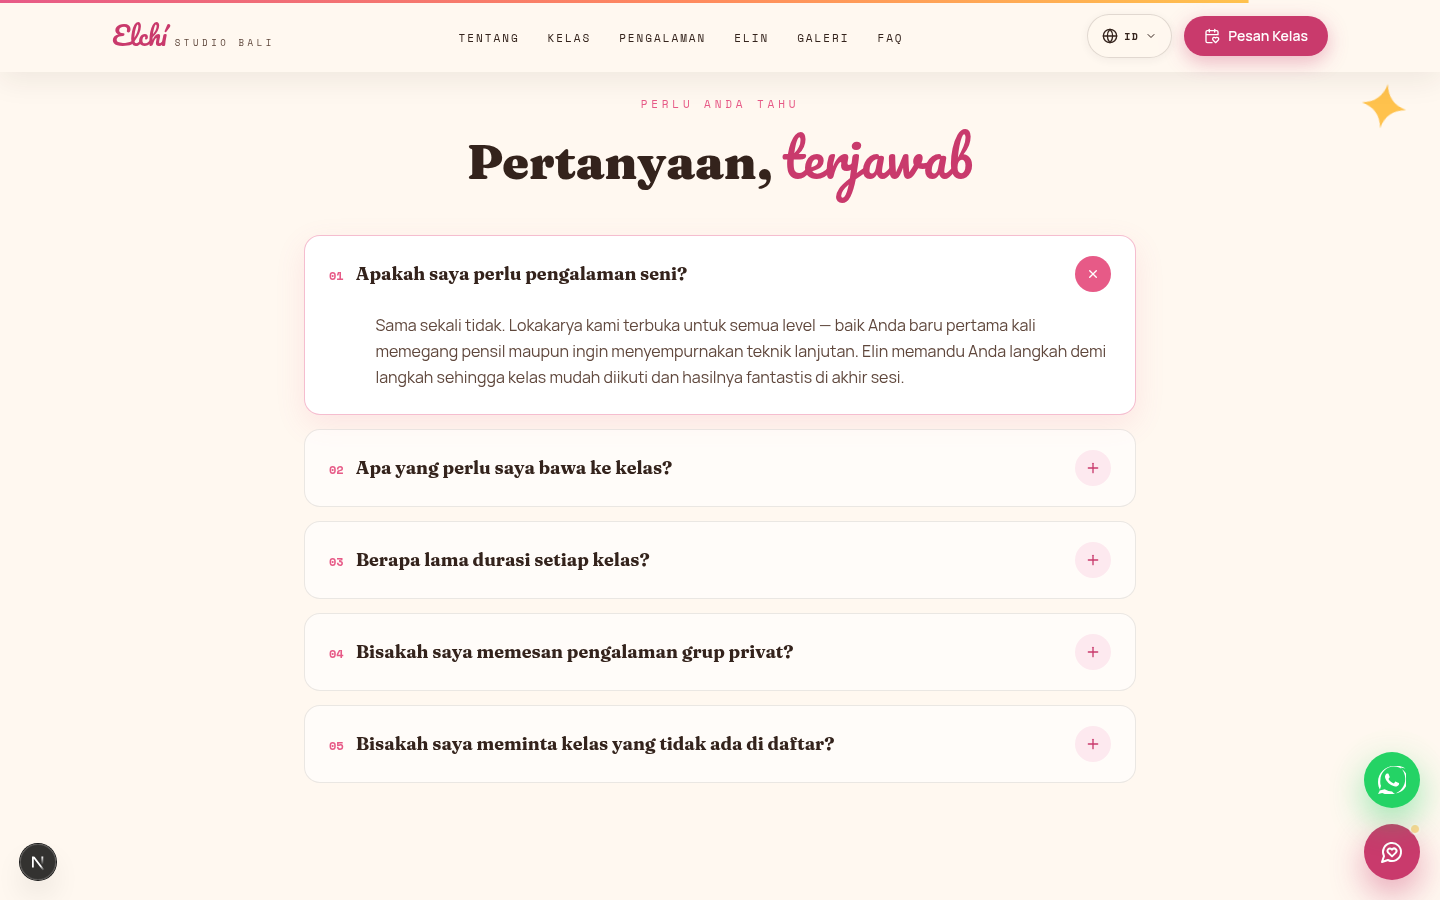 Elchí STUDIO BALI
TENTANG KELAS PENGALAMAN ELIN GALERI FAQ
ID
Pesan Kelas
PERLU ANDA TAHU
Pertanyaan, terjawab
01 Apakah saya perlu pengalaman seni?
Sama sekali tidak. Lokakarya kami terbuka untuk semua level — baik Anda baru pertama kali
memegang pensil maupun ingin menyempurnakan teknik lanjutan. Elin memandu Anda langkah demi
langkah sehingga kelas mudah diikuti dan hasilnya fantastis di akhir sesi.
02 Apa yang perlu saya bawa ke kelas?
03 Berapa lama durasi setiap kelas?
04 Bisakah saya memesan pengalaman grup privat?
05 Bisakah saya meminta kelas yang tidak ada di daftar?
N